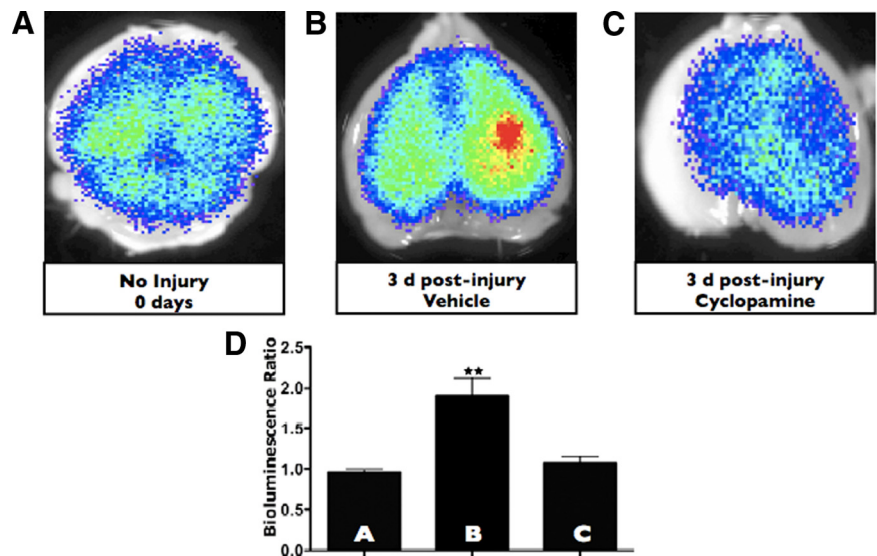 A
B
C
No Injury
0 days
3 d post-injury
Vehicle
3 d post-injury
Cyclopamine
D
Bioluminescence Ratio
2.5
2.0
1.5
1.0
0.5
0.0
**
A
B
C